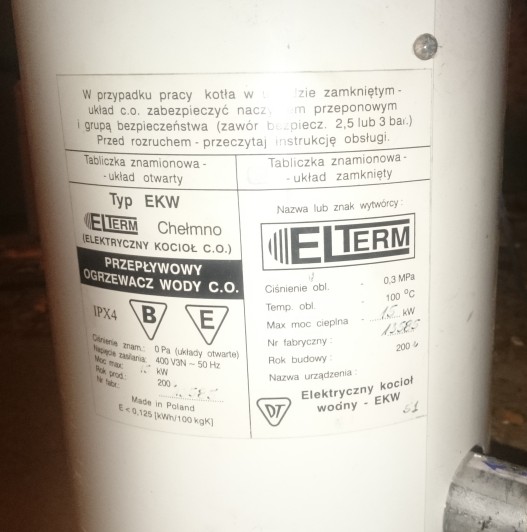 W przypadku pracy kotła w zamkniętym -
układ c.o. zabezpieczyć przeponowym
i grupą bezpieczeństwa (zawór 2,5 lub 3 bar.)
Przed rozruchem - przeczytaj instrukcję obsługi.
Tabliczka znamionowa -
- układ otwarty
Typ EKW
ELTERM Chełmno
(ELEKTRYCZNY KOCIOŁ C.O.)
PRZEPŁYWOWY
OGRZEWACZ WODY C.O.
IPX4 B E
Ciśnienie znam.: 0 Pa (układy otwarte)
Napięcie zasilania: 400 V3N ~ 50 Hz
Moc max: kW
Rok prod.: 200
Nr fabr.:
Made in Poland
E < 0,125 [kWh/100 kgK]
Tabliczka znamionowa -
- układ zamknięty
Nazwa lub znak wytwórcy :
ELTERM
Ciśnienie obl. - 0,3 MPa
Temp. obl. - 100 °C
Max moc cieplna - 15 kW
Nr fabryczny :
Rok budowy : 200
Nazwa urządzenia :
DT Elektryczny kocioł
wodny - EKW